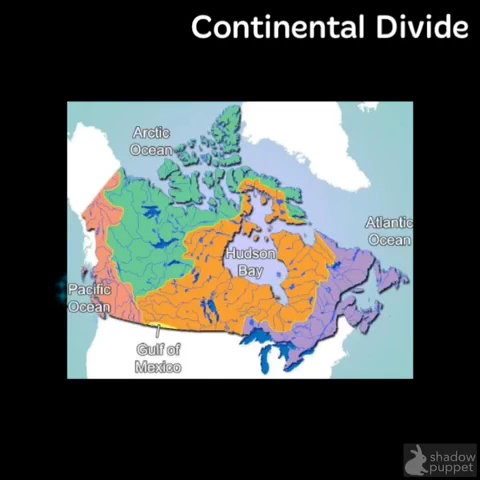 Continental Divide
Arctic
Ocean
Atlantic
Ocean
Hudson
Bay
Pacific
Ocean
Gulf of
Mexico
shadow
puppet